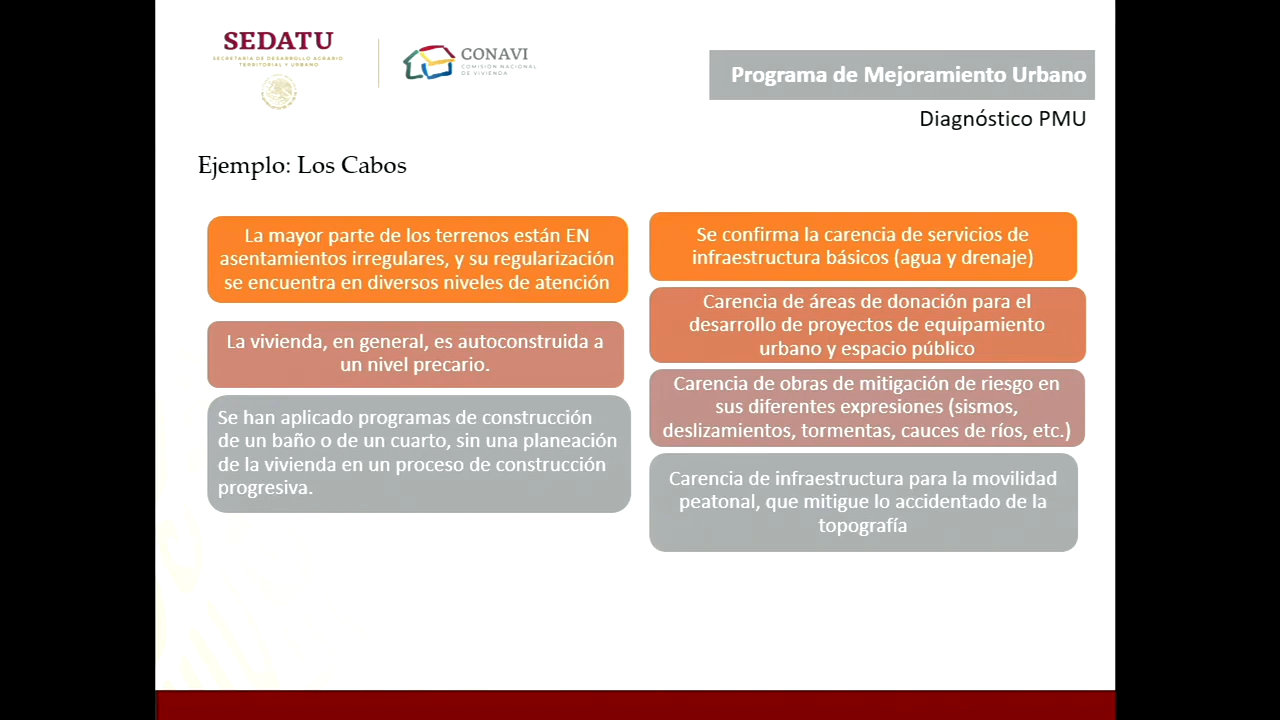 SEDATU
SECRETARÍA DE DESARROLLO AGRARIO
TERRITORIAL Y URBANO
CONAVI
COMISIÓN NACIONAL
DE VIVIENDA
Programa de Mejoramiento Urbano
Diagnóstico PMU
Ejemplo: Los Cabos
La mayor parte de los terrenos están EN
asentamientos irregulares, y su regularización
se encuentra en diversos niveles de atención
La vivienda, en general, es autoconstruida a
un nivel precario.
Se han aplicado programas de construcción
de un baño o de un cuarto, sin una planeación
de la vivienda en un proceso de construcción
progresiva.
Se confirma la carencia de servicios de
infraestructura básicos (agua y drenaje)
Carencia de áreas de donación para el
desarrollo de proyectos de equipamiento
urbano y espacio público
Carencia de obras de mitigación de riesgo en
sus diferentes expresiones (sismos,
deslizamientos, tormentas, cauces de ríos, etc.)
Carencia de infraestructura para la movilidad
peatonal, que mitigue lo accidentado de la
topografía